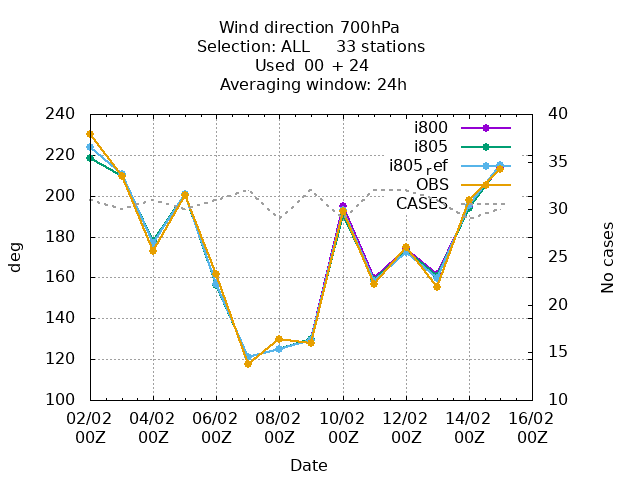 Wind direction 700hPa
Selection: ALL 33 stations
Used 00 + 24
Averaging window: 24h
240
220
200
180
160
140
120
100
deg
40
35
30
25
20
15
10
No cases
i800
i805
i805ref
OBS
CASES
02/02 04/02 06/02 08/02 10/02 12/02 14/02 16/02
00Z 00Z 00Z 00Z 00Z 00Z 00Z 00Z
Date